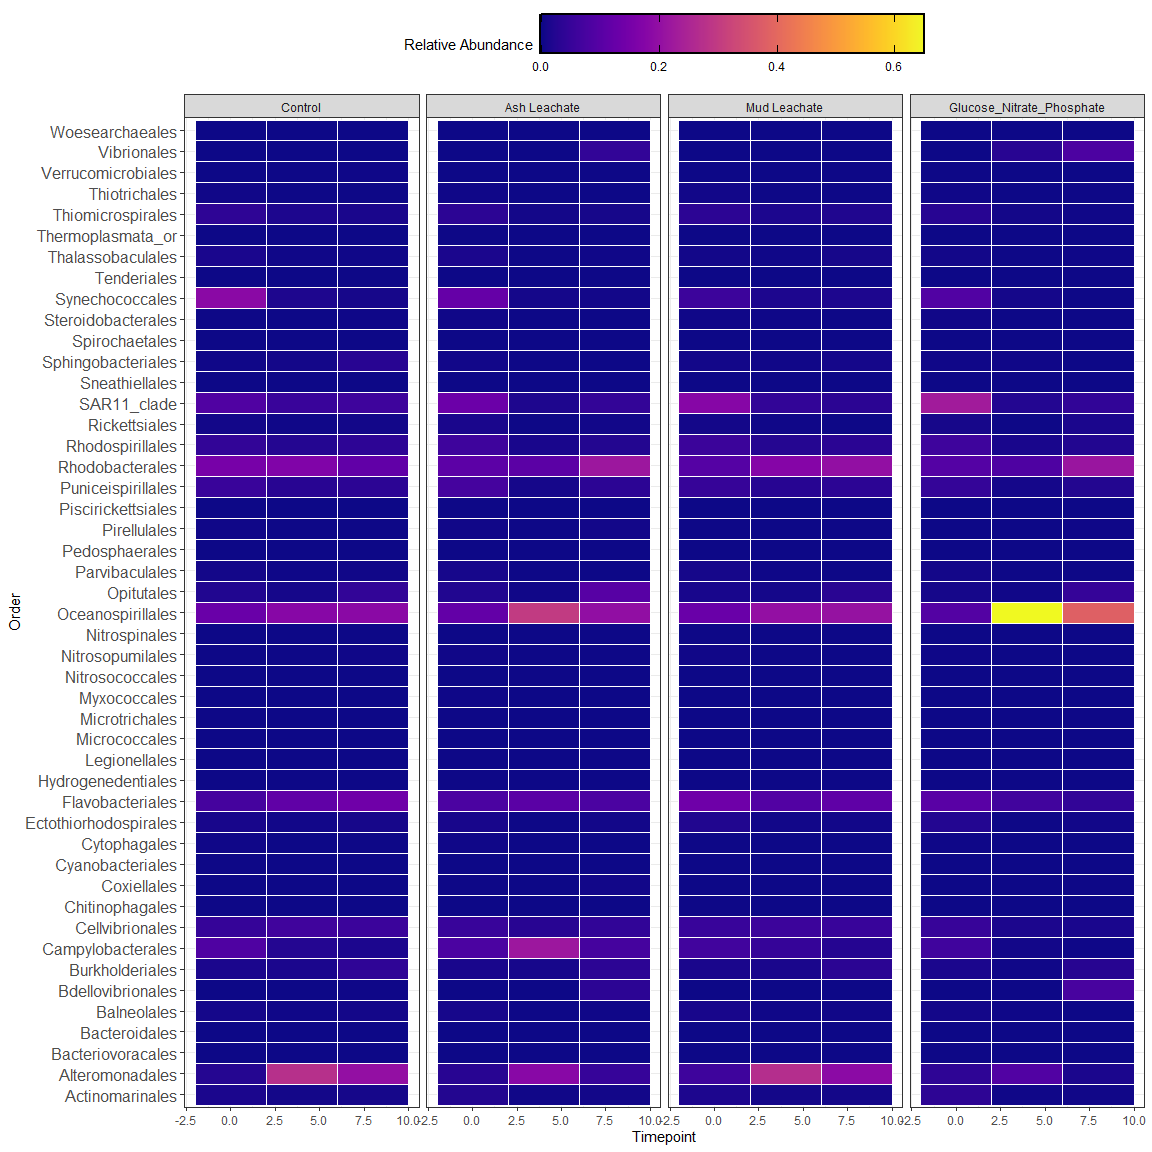 Relative Abundance
0.0 0.2 0.4 0.6
Control Ash Leachate Mud Leachate Glucose_Nitrate_Phosphate
Woesearchaeales
Vibrionales
Verrucomicrobiales
Thiotrichales
Thiomicrospirales
Thermoplasmata_or
Thalassobaculales
Tenderiales
Synechococcales
Steroidobacterales
Spirochaetales
Sphingobacteriales
Sneathiellales
SAR11_clade
Rickettsiales
Rhodospirillales
Rhodobacterales
Puniceispirillales
Piscirickettsiales
Pirellulales
Pedosphaerales
Parvibaculales
Opitutales
Oceanospirillales
Nitrospinales
Nitrosopumilales
Nitrosococcales
Myxococcales
Microtrichales
Micrococcales
Legionellales
Hydrogenedentiales
Flavobacteriales
Ectothiorhodospirales
Cytophagales
Cyanobacteriales
Coxiellales
Chitinophagales
Cellvibrionales
Campylobacterales
Burkholderiales
Bdellovibrionales
Balneolales
Bacteroidales
Bacteriovoracales
Alteromonadales
Actinomarinales
Order
-2.5 0.0 2.5 5.0 7.5 10.0 -2.5 0.0 2.5 5.0 7.5 10.0 -2.5 0.0 2.5 5.0 7.5 10.0 -2.5 0.0 2.5 5.0 7.5 10.0
Timepoint